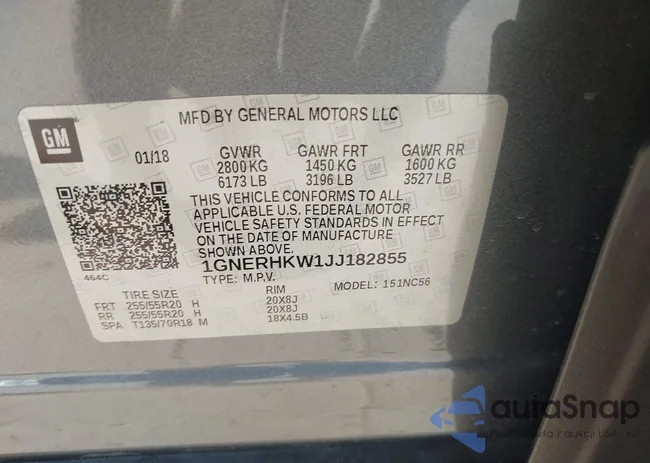 MFD BY GENERAL MOTORS LLC
GM
01/18 GVWR GAWR FRT GAWR RR
2800 KG 1450 KG 1600 KG
6173 LB 3196 LB 3527 LB
THIS VEHICLE CONFORMS TO ALL
APPLICABLE U.S. FEDERAL MOTOR
VEHICLE SAFETY STANDARDS IN EFFECT
ON THE DATE OF MANUFACTURE
SHOWN ABOVE.
1GNERHKW1JJ182855
464C
TYPE: M.P.V. MODEL: 151NC56
TIRE SIZE RIM
FRT 255/55R20 H 20X8J
RR 255/55R20 H 20X8J
SPA T135/70R18 M 18X4.5B
autaSnap
z aukcji USA